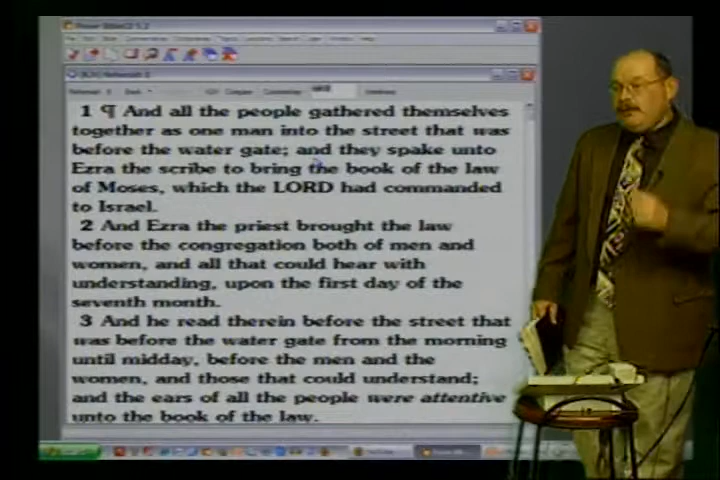 1 ¶ And all the people gathered themselves
together as one man into the street that was
before the water gate; and they spake unto
Ezra the scribe to bring the book of the law
of Moses, which the LORD had commanded
to Israel.
2 And Ezra the priest brought the law
before the congregation both of men and
women, and all that could hear with
understanding, upon the first day of the
seventh month.
3 And he read therein before the street that
was before the water gate from the morning
until midday, before the men and the
women, and those that could understand;
and the ears of all the people were attentive
unto the book of the law.